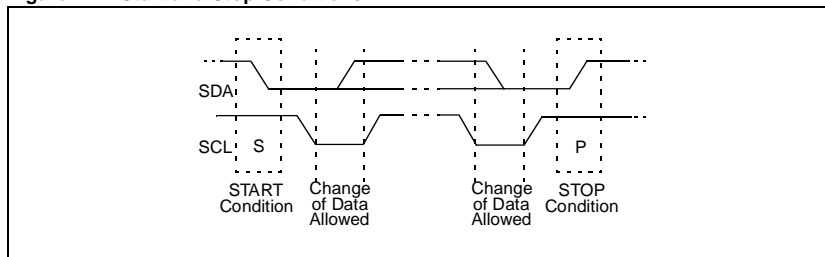 SDA
SCL S P
START Condition
Change of Data Allowed
Change of Data Allowed
STOP Condition